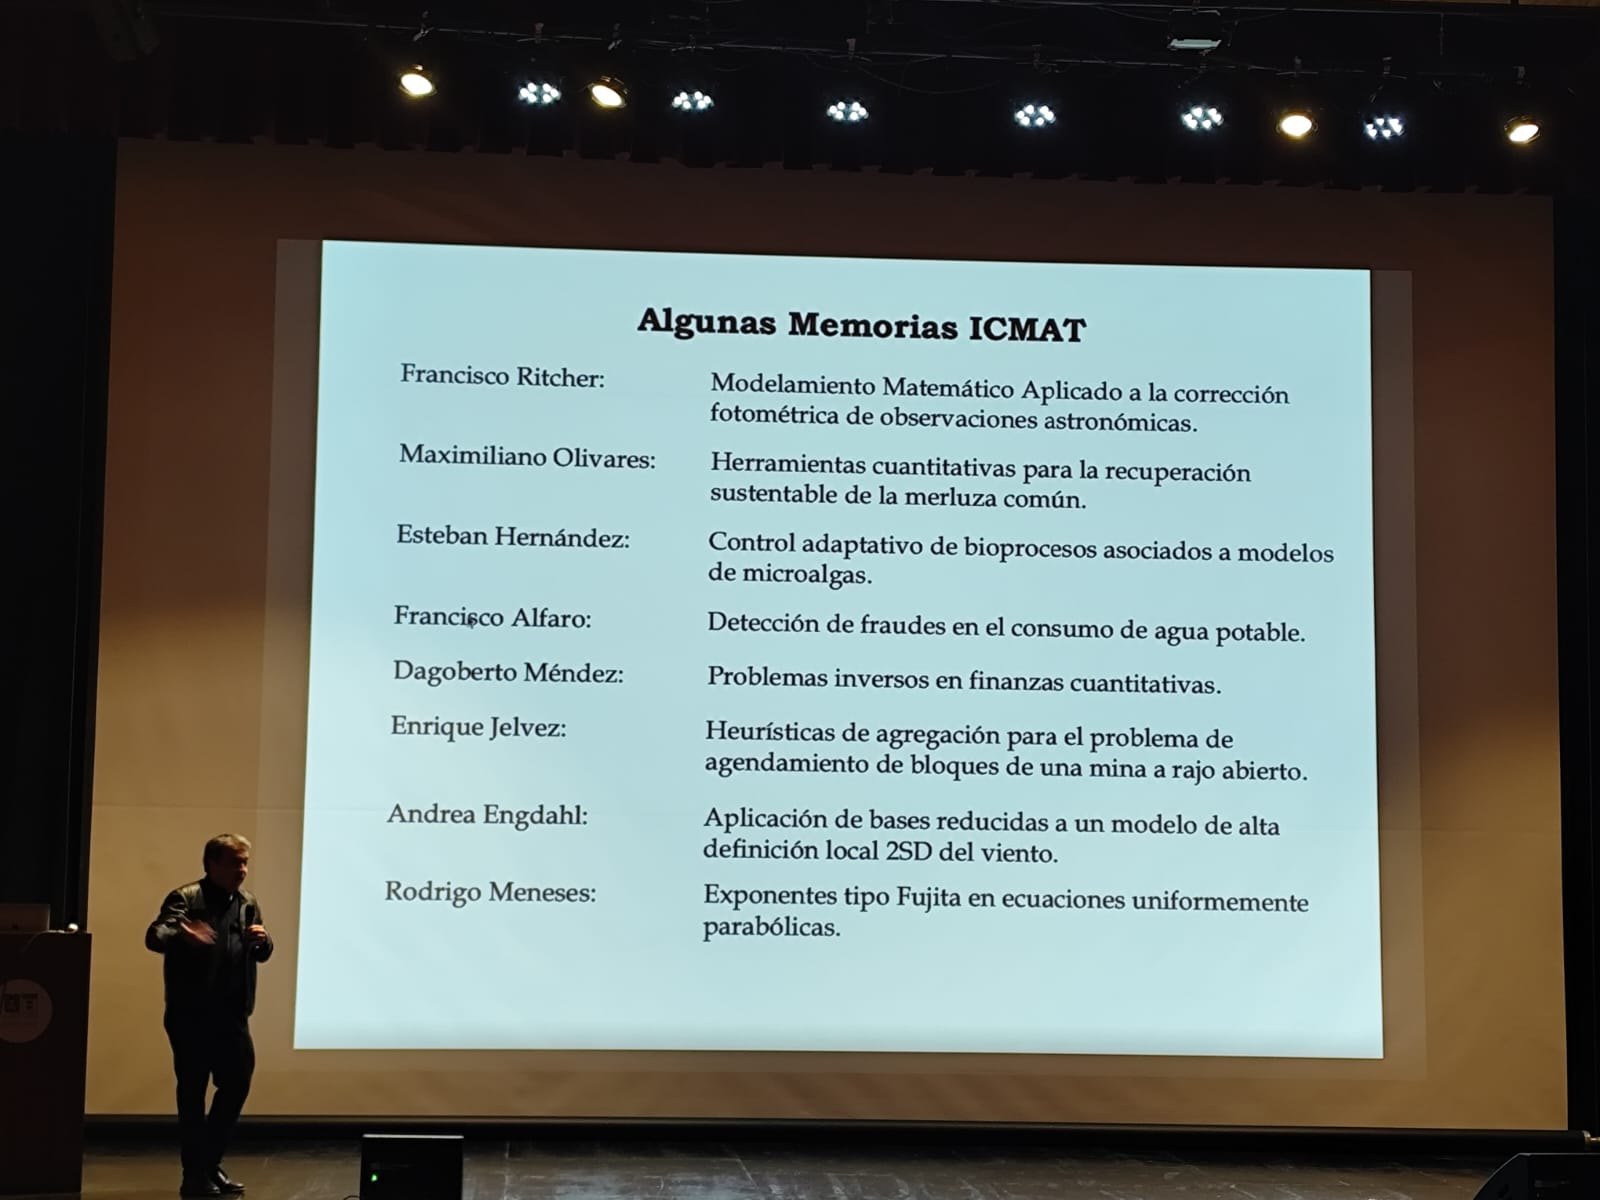 Algunas Memorias ICMAT
Francisco Ritcher: Modelamiento Matemático Aplicado a la corrección
fotométrica de observaciones astronómicas.
Maximiliano Olivares: Herramientas cuantitativas para la recuperación
sustentable de la merluza común.
Esteban Hernández: Control adaptativo de bioprocesos asociados a modelos
de microalgas.
Francisco Alfaro: Detección de fraudes en el consumo de agua potable.
Dagoberto Méndez: Problemas inversos en finanzas cuantitativas.
Enrique Jelvez: Heurísticas de agregación para el problema de
agendamiento de bloques de una mina a rajo abierto.
Andrea Engdahl: Aplicación de bases reducidas a un modelo de alta
definición local 2SD del viento.
Rodrigo Meneses: Exponentes tipo Fujita en ecuaciones uniformemente
parabólicas.